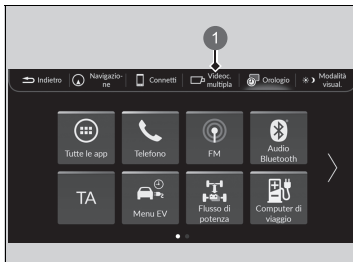 1
Indietro
Navigazio-
ne
Connetti
Videoc.
multipla
Orologio
Modalità
visual.
Tutte le app
Telefono
FM
Audio
Bluetooth
TA
Menu EV
Flusso di
potenza
Computer di
viaggio